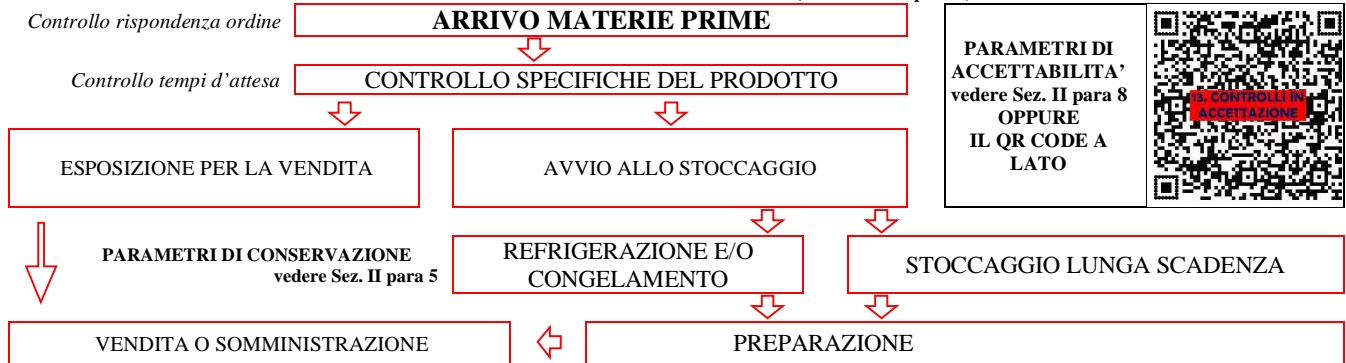 Controllo rispondenza ordine
ARRIVO MATERIE PRIME
Controllo tempi d’attesa
CONTROLLO SPECIFICHE DEL PRODOTTO
PARAMETRI DI
ACCETTABILITA’
vedere Sez. II para 8
OPPURE
IL QR CODE A
LATO
13. CONTROLLI IN
ACCETTAZIONE
ESPOSIZIONE PER LA VENDITA
AVVIO ALLO STOCCAGGIO
PARAMETRI DI CONSERVAZIONE
vedere Sez. II para 5
REFRIGERAZIONE E/O
CONGELAMENTO
STOCCAGGIO LUNGA SCADENZA
VENDITA O SOMMINISTRAZIONE
PREPARAZIONE